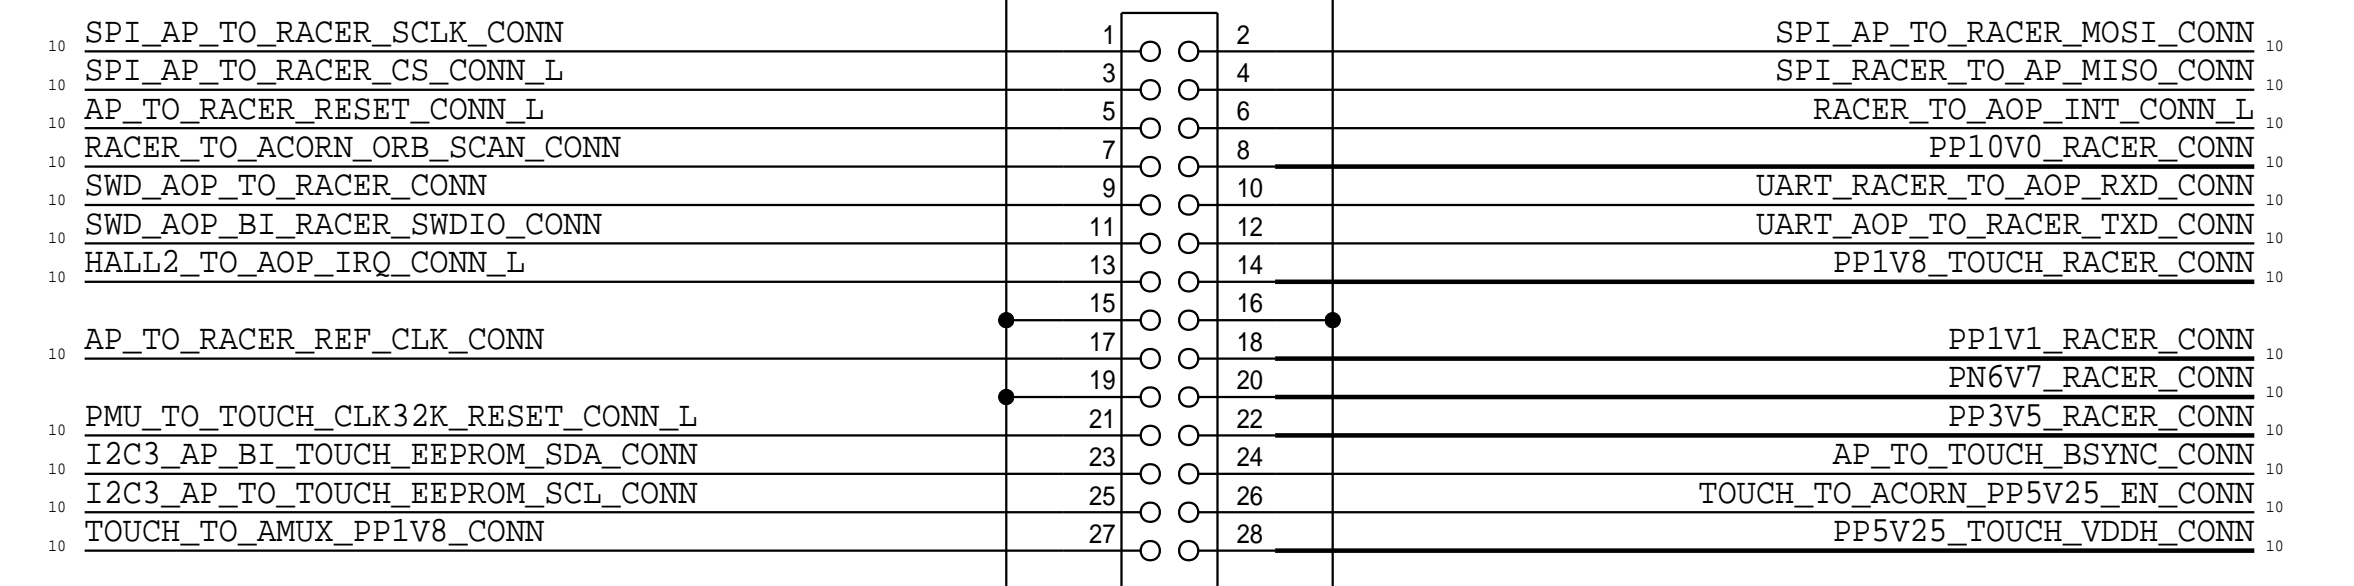 10 SPI_AP_TO_RACER_SCLK_CONN 1 2 SPI_AP_TO_RACER_MOSI_CONN 10
10 SPI_AP_TO_RACER_CS_CONN_L 3 4 SPI_RACER_TO_AP_MISO_CONN 10
10 AP_TO_RACER_RESET_CONN_L 5 6 RACER_TO_AOP_INT_CONN_L 10
10 RACER_TO_ACORN_ORB_SCAN_CONN 7 8 PP10V0_RACER_CONN 10
10 SWD_AOP_TO_RACER_CONN 9 10 UART_RACER_TO_AOP_RXD_CONN 10
10 SWD_AOP_BI_RACER_SWDIO_CONN 11 12 UART_AOP_TO_RACER_TXD_CONN 10
10 HALL2_TO_AOP_IRQ_CONN_L 13 14 PP1V8_TOUCH_RACER_CONN 10
15 16
10 AP_TO_RACER_REF_CLK_CONN 17 18 PP1V1_RACER_CONN 10
19 20 PN6V7_RACER_CONN 10
10 PMU_TO_TOUCH_CLK32K_RESET_CONN_L 21 22 PP3V5_RACER_CONN 10
10 I2C3_AP_BI_TOUCH_EEPROM_SDA_CONN 23 24 AP_TO_TOUCH_BSYNC_CONN 10
10 I2C3_AP_TO_TOUCH_EEPROM_SCL_CONN 25 26 TOUCH_TO_ACORN_PP5V25_EN_CONN 10
10 TOUCH_TO_AMUX_PP1V8_CONN 27 28 PP5V25_TOUCH_VDDH_CONN 10